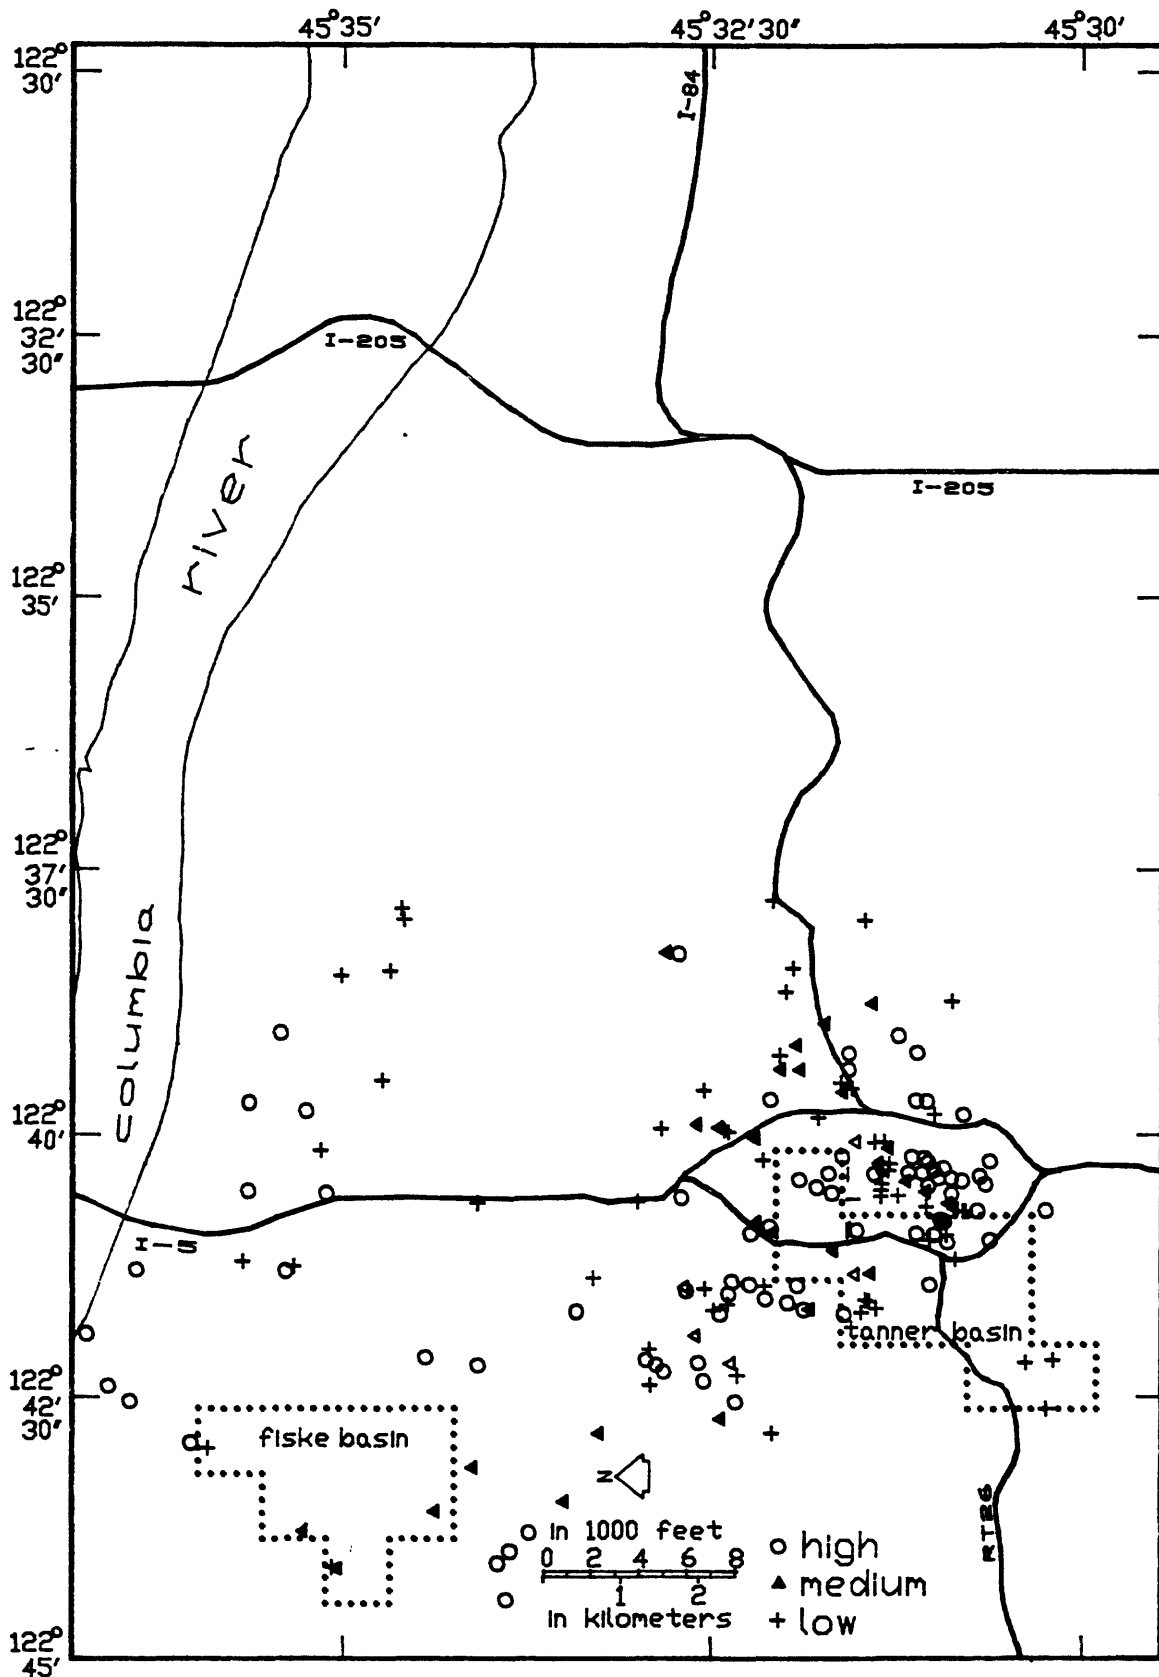 45°35′
45°32′30″
45°30′
122°
30′
I-84
122°
32′
30″
I-205
river
I-205
122°
35′
122°
37′
30″
columbia
122°
40′
I-5
tanner basin
122°
42′
30″
fiske basin
N
RT26
In 1000 feet
0 2 4 6 8
1 2
In kilometers
high
medium
low
122°
45′